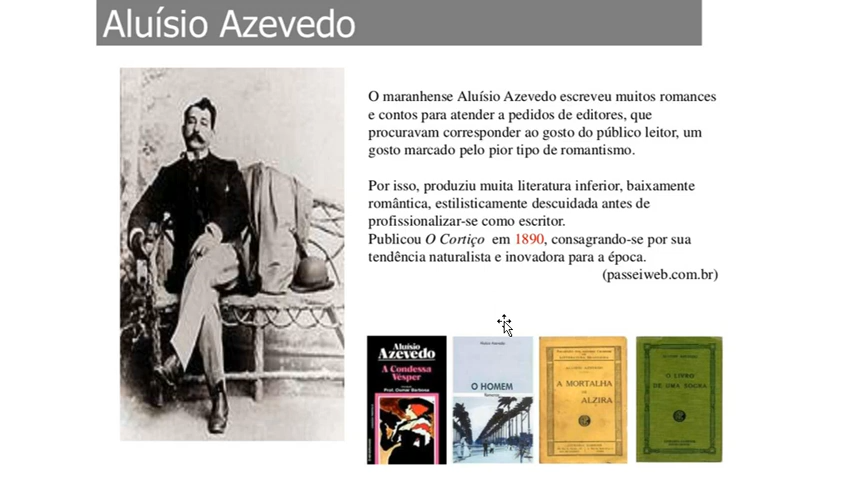 Aluísio Azevedo
O maranhense Aluísio Azevedo escreveu muitos romances
e contos para atender a pedidos de editores, que
procuravam corresponder ao gosto do público leitor, um
gosto marcado pelo pior tipo de romantismo.
Por isso, produziu muita literatura inferior, baixamente
romântica, estilisticamente descuidada antes de
profissionalizar-se como escritor.
Publicou O Cortiço em 1890, consagrando-se por sua
tendência naturalista e inovadora para a época.
(passeiweb.com.br)
Aluísio
Azevedo
A Condessa
Vésper
O HOMEM
A MORTALHA
ALZIRA
O LIVRO
DE UMA SOGRA